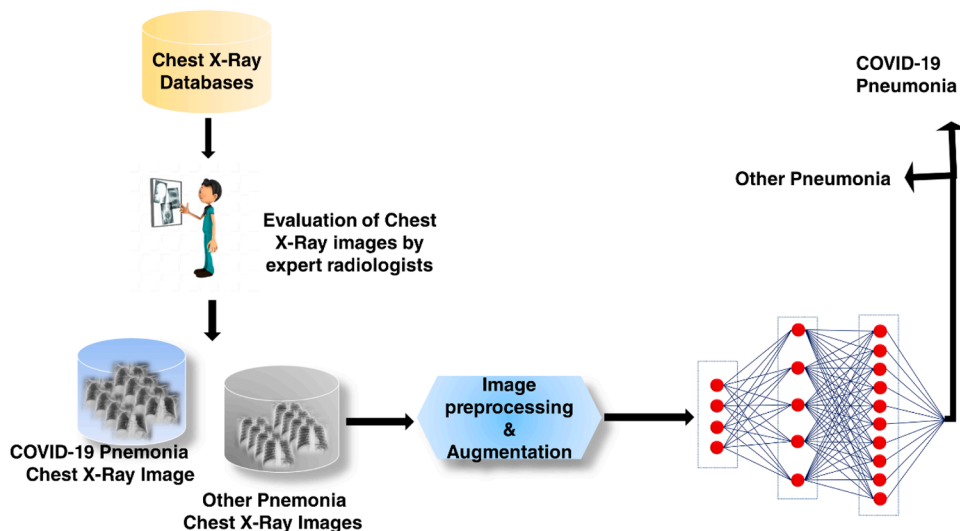 Chest X-Ray
Databases
COVID-19
Pneumonia
Other Pneumonia
Evaluation of Chest
X-Ray images by
expert radiologists
Image
preprocessing
&
Augmentation
COVID-19 Pnemonia
Chest X-Ray Image
Other Pnemonia
Chest X-Ray Images